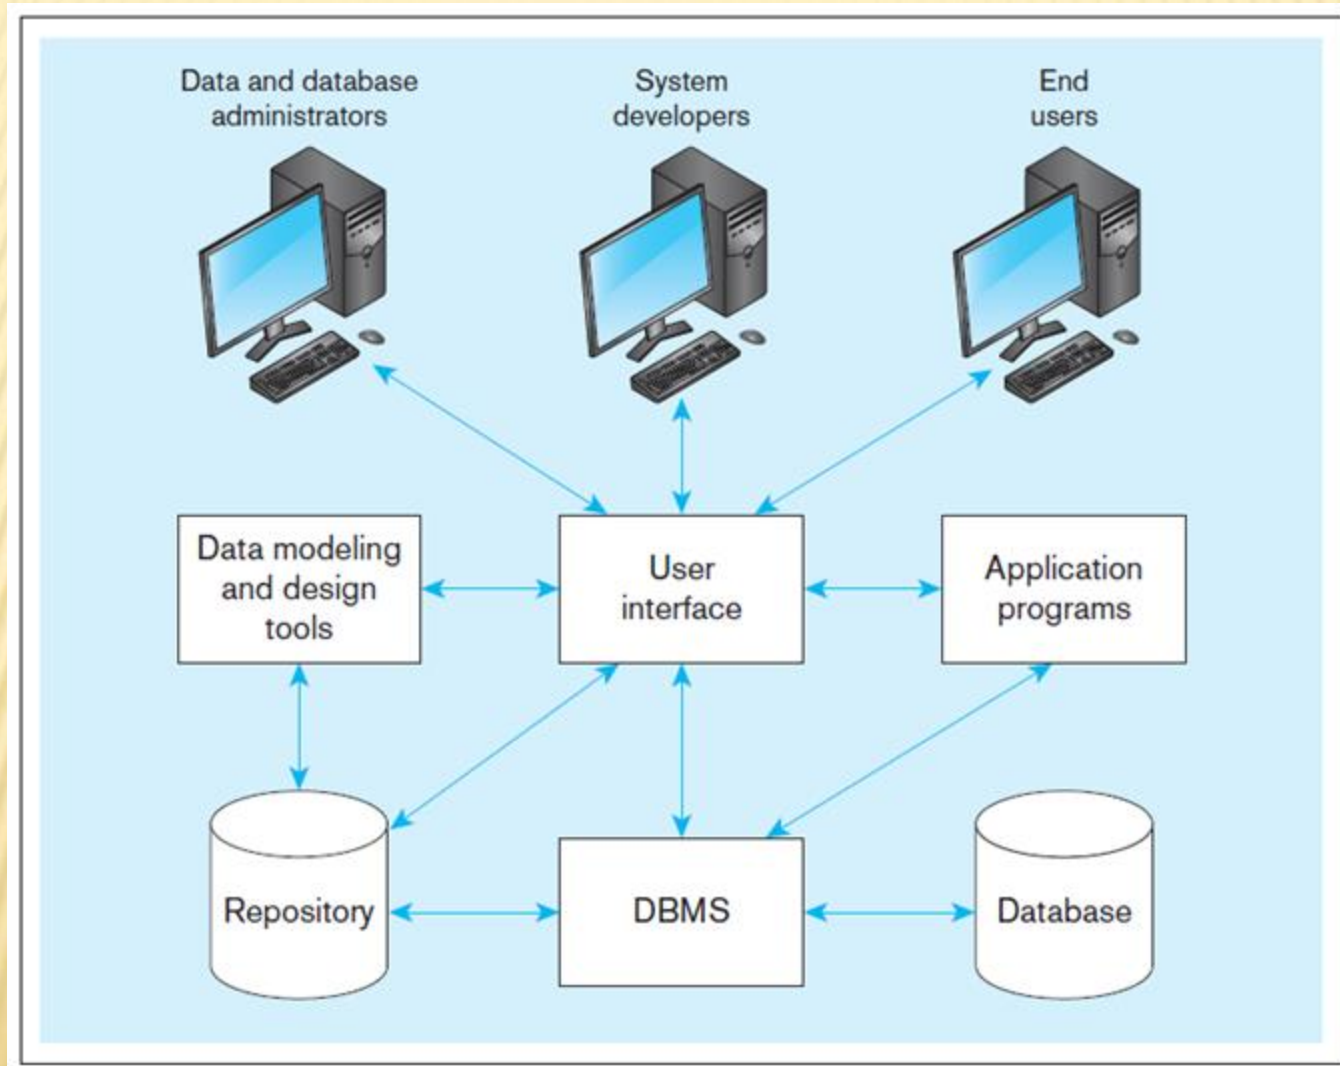 Data and database
administrators
System
developers
End
users
Data modeling
and design
tools
User
interface
Application
programs
Repository
DBMS
Database